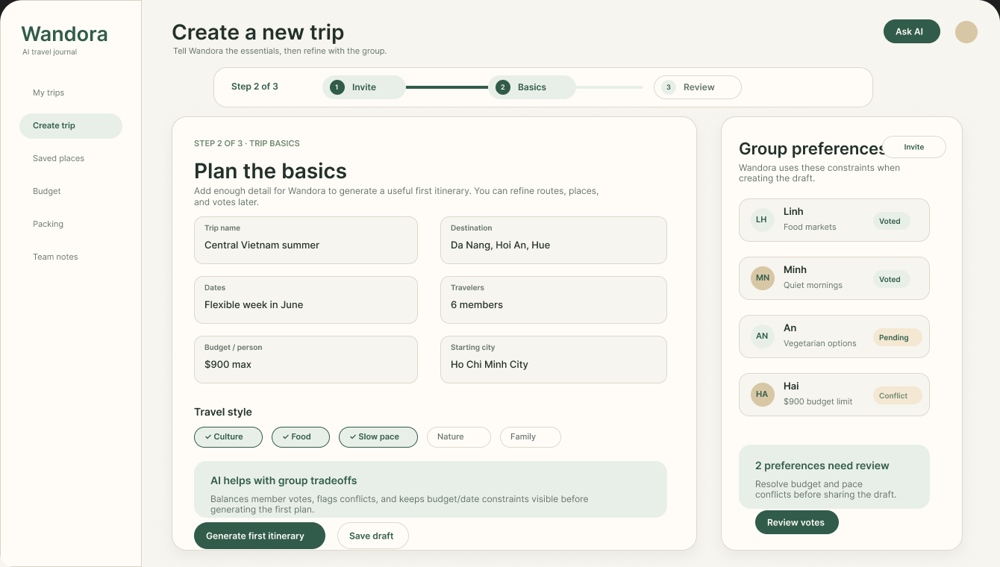 Wandora
AI travel journal
My trips
Create trip
Saved places
Budget
Packing
Team notes
Create a new trip
Tell Wandora the essentials, then refine with the group.
Ask AI
Step 2 of 3
1 Invite
2 Basics
3 Review
STEP 2 OF 3 · TRIP BASICS
Plan the basics
Add enough detail for Wandora to generate a useful first itinerary. You can refine routes, places,
and votes later.
Trip name
Central Vietnam summer
Destination
Da Nang, Hoi An, Hue
Dates
Flexible week in June
Travelers
6 members
Budget / person
$900 max
Starting city
Ho Chi Minh City
Travel style
✓ Culture
✓ Food
✓ Slow pace
Nature
Family
AI helps with group tradeoffs
Balances member votes, flags conflicts, and keeps budget/date constraints visible before
generating the first plan.
Generate first itinerary
Save draft
Group preferences
Invite
Wandora uses these constraints when
creating the draft.
LH
Linh
Food markets
Voted
MN
Minh
Quiet mornings
Voted
AN
An
Vegetarian options
Pending
HA
Hai
$900 budget limit
Conflict
2 preferences need review
Resolve budget and pace
conflicts before sharing the draft.
Review votes